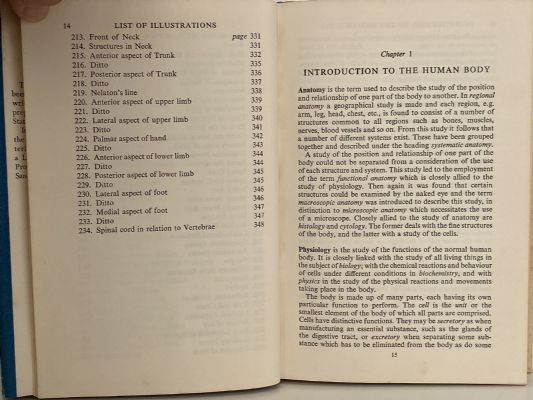 14 LIST OF ILLUSTRATIONS
213. Front of Neck page 331
214. Structures in Neck 331
215. Anterior aspect of Trunk 332
216. Ditto 335
217. Posterior aspect of Trunk 336
218. Ditto 337
219. Nelaton's line 338
220. Anterior aspect of upper limb 339
221. Ditto 339
222. Lateral aspect of upper limb 340
223. Ditto 341
224. Palmar aspect of hand 342
225. Ditto 343
226. Anterior aspect of lower limb 343
227. Ditto 344
228. Posterior aspect of lower limb 345
229. Ditto 345
230. Lateral aspect of foot 346
231. Ditto 346
232. Medial aspect of foot 347
233. Ditto 347
234. Spinal cord in relation to Vertebrae 348
Chapter 1
INTRODUCTION TO THE HUMAN BODY
Anatomy is the term used to describe the study of the position
and relationship of one part of the body to another. In regional
anatomy a geographical study is made and each region, e.g.
arm, leg, head, chest, etc., is found to consist of a number of
structures common to all regions such as bones, muscles,
nerves, blood vessels and so on. From this study it follows that
a number of different systems exist. These have been grouped
together and described under the heading systematic anatomy.
A study of the position and relationship of one part of the
body could not be separated from a consideration of the use
of each structure and system. This study led to the employment
of the term functional anatomy which is closely allied to the
study of physiology. Then again it was found that certain
structures could be examined by the naked eye and the term
macroscopic anatomy was introduced to describe this study, in
distinction to microscopic anatomy which necessitates the use
of a microscope. Closely allied to the study of anatomy are
histology and cytology. The former deals with the fine structures
of the body, and the latter with a study of the cells.
Physiology is the study of the functions of the normal human
body. It is closely linked with the study of all living things in
the subject of biology; with the chemical reactions and behaviour
of cells under different conditions in biochemistry, and with
physics in the study of the physical reactions and movements
taking place in the body.
The body is made up of many parts, each having its own
particular function to perform. The cell is the unit or the
smallest element of the body of which all parts are comprised.
Cells have distinctive functions. They may be secretory as when
manufacturing an essential substance, such as the glands of
the digestive tract, or excretory when separating some sub-
stance which has to be eliminated from the body as do some
15